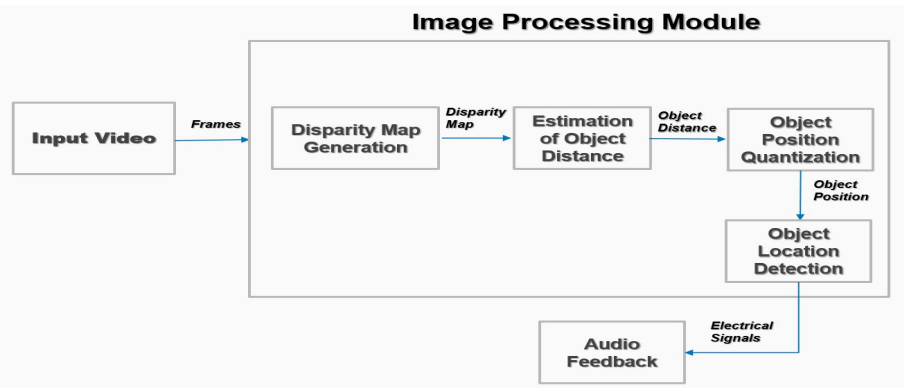 Image Processing Module
Input Video
Frames
Disparity Map
Generation
Disparity
Map
Estimation
of Object
Distance
Object
Distance
Object
Position
Quantization
Object
Position
Object
Location
Detection
Electrical
Signals
Audio
Feedback